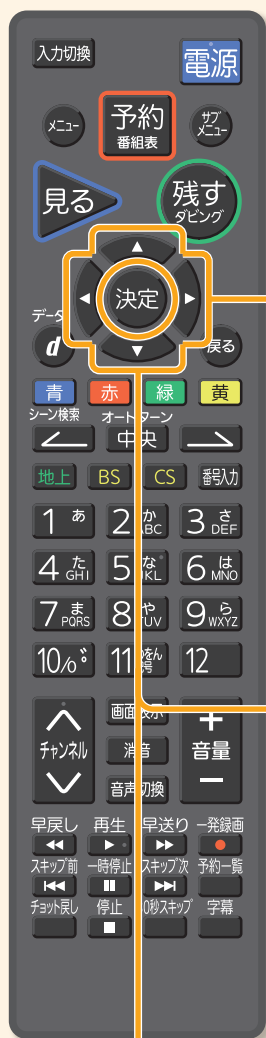 入力切換
電源
メニュー
予約
番組表
サブ
メニュー
見る
残す
ダビング
決定
データ
d
戻る
青 赤 緑 黄
シーン検索 オートターン
中央
地上 BS CS 番号入力
1 あ 2 か ABC 3 さ DEF
4 た GHI 5 な JKL 6 は MNO
7 ま PQRS 8 や TUV 9 ら WXYZ
10/0 11 12
チャンネル 画面表示 + 音量 −
消音
音声切換
早戻し 再生 早送り 一発録画
スキップ前 一時停止 スキップ次 予約一覧
チョット戻し 停止 0秒スキップ 字幕